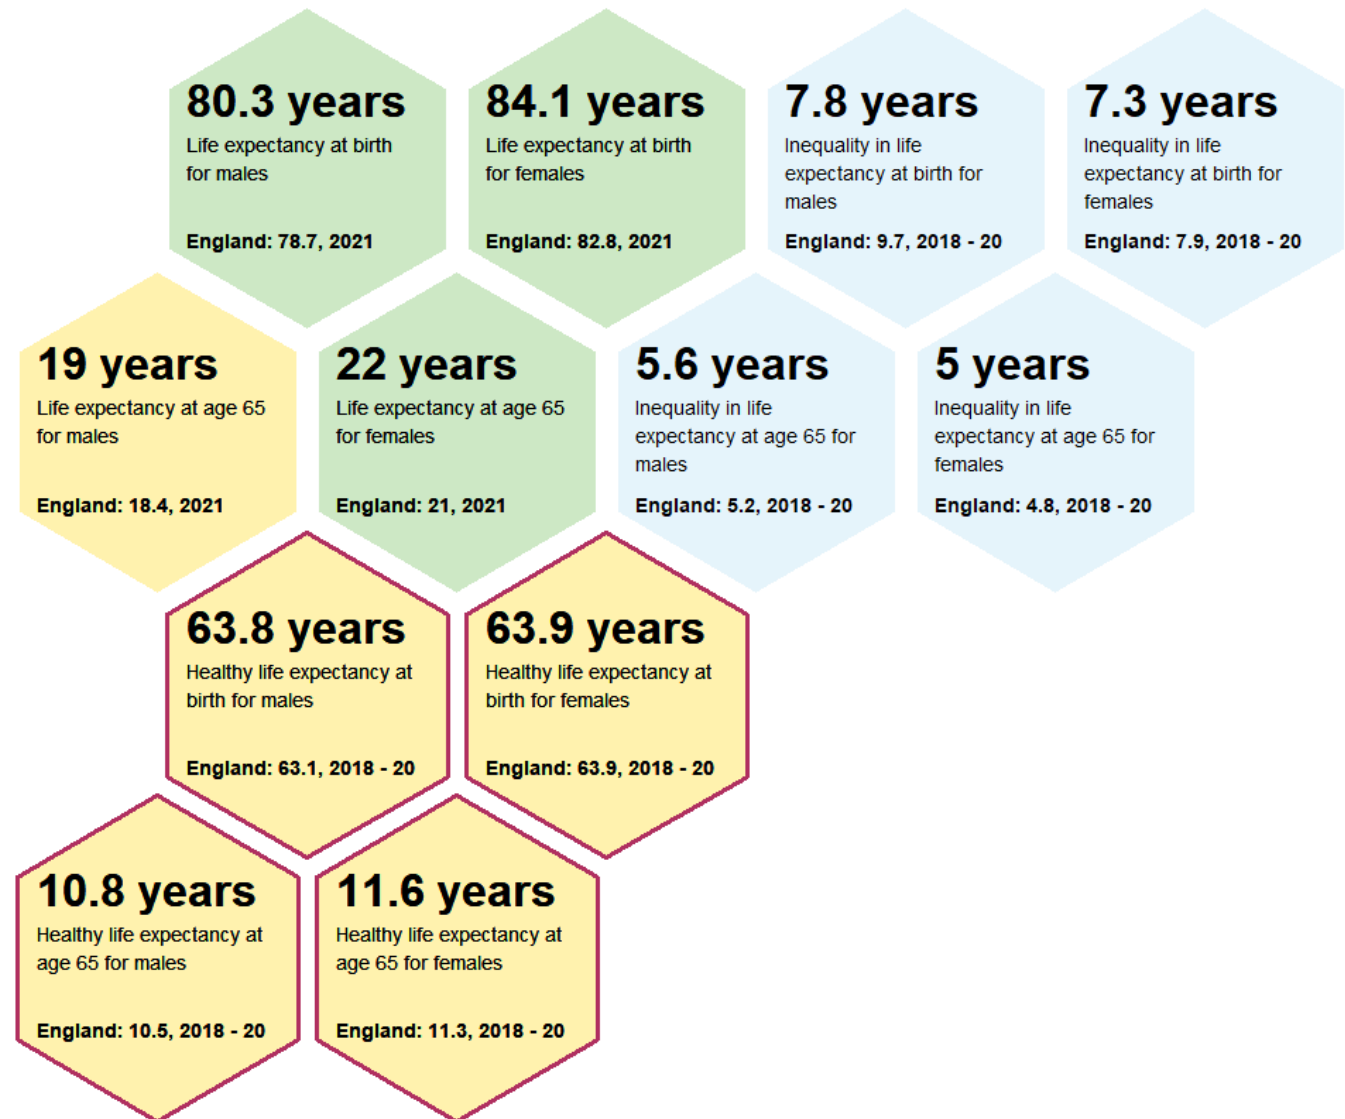 80.3 years
Life expectancy at birth
for males
England: 78.7, 2021
84.1 years
Life expectancy at birth
for females
England: 82.8, 2021
7.8 years
Inequality in life
expectancy at birth for
males
England: 9.7, 2018 - 20
7.3 years
Inequality in life
expectancy at birth for
females
England: 7.9, 2018 - 20
19 years
Life expectancy at age 65
for males
England: 18.4, 2021
22 years
Life expectancy at age 65
for females
England: 21, 2021
5.6 years
Inequality in life
expectancy at age 65 for
males
England: 5.2, 2018 - 20
5 years
Inequality in life
expectancy at age 65 for
females
England: 4.8, 2018 - 20
63.8 years
Healthy life expectancy at
birth for males
England: 63.1, 2018 - 20
63.9 years
Healthy life expectancy at
birth for females
England: 63.9, 2018 - 20
10.8 years
Healthy life expectancy at
age 65 for males
England: 10.5, 2018 - 20
11.6 years
Healthy life expectancy at
age 65 for females
England: 11.3, 2018 - 20